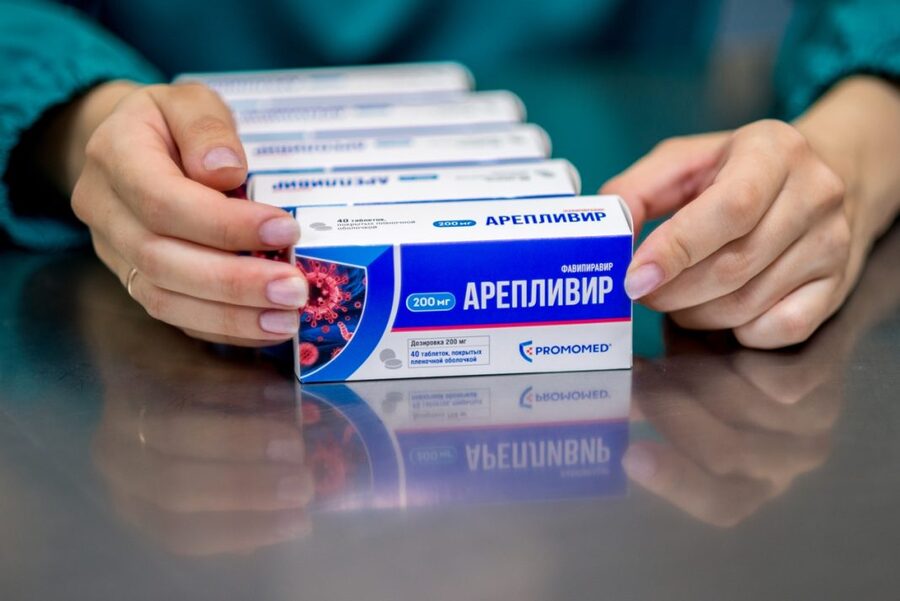 АРЕПЛИВИР
40 таблеток,
покрытых пленочной
оболочкой
200 мг АРЕПЛИВИР
ФАВИПИРАВИР
200 мг АРЕПЛИВИР
Дозировка 200 мг
40 таблеток, покрытых
пленочной оболочкой
PROMOMED